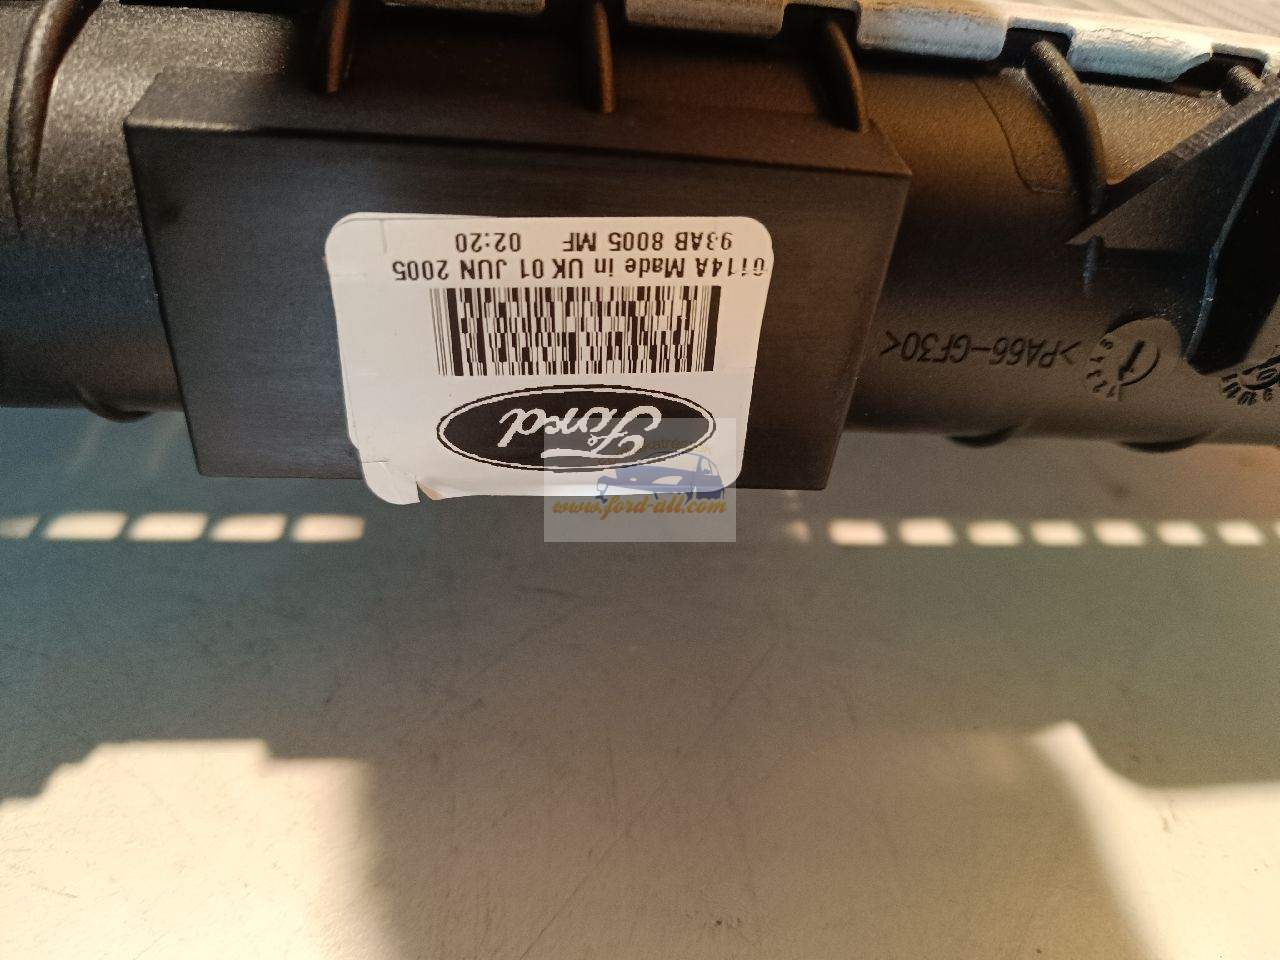 Ford
0114A Made in UK 01 JUN 2005
93AB 8005 MF 02:20
>PA66-GF30<
www.ford-all.com